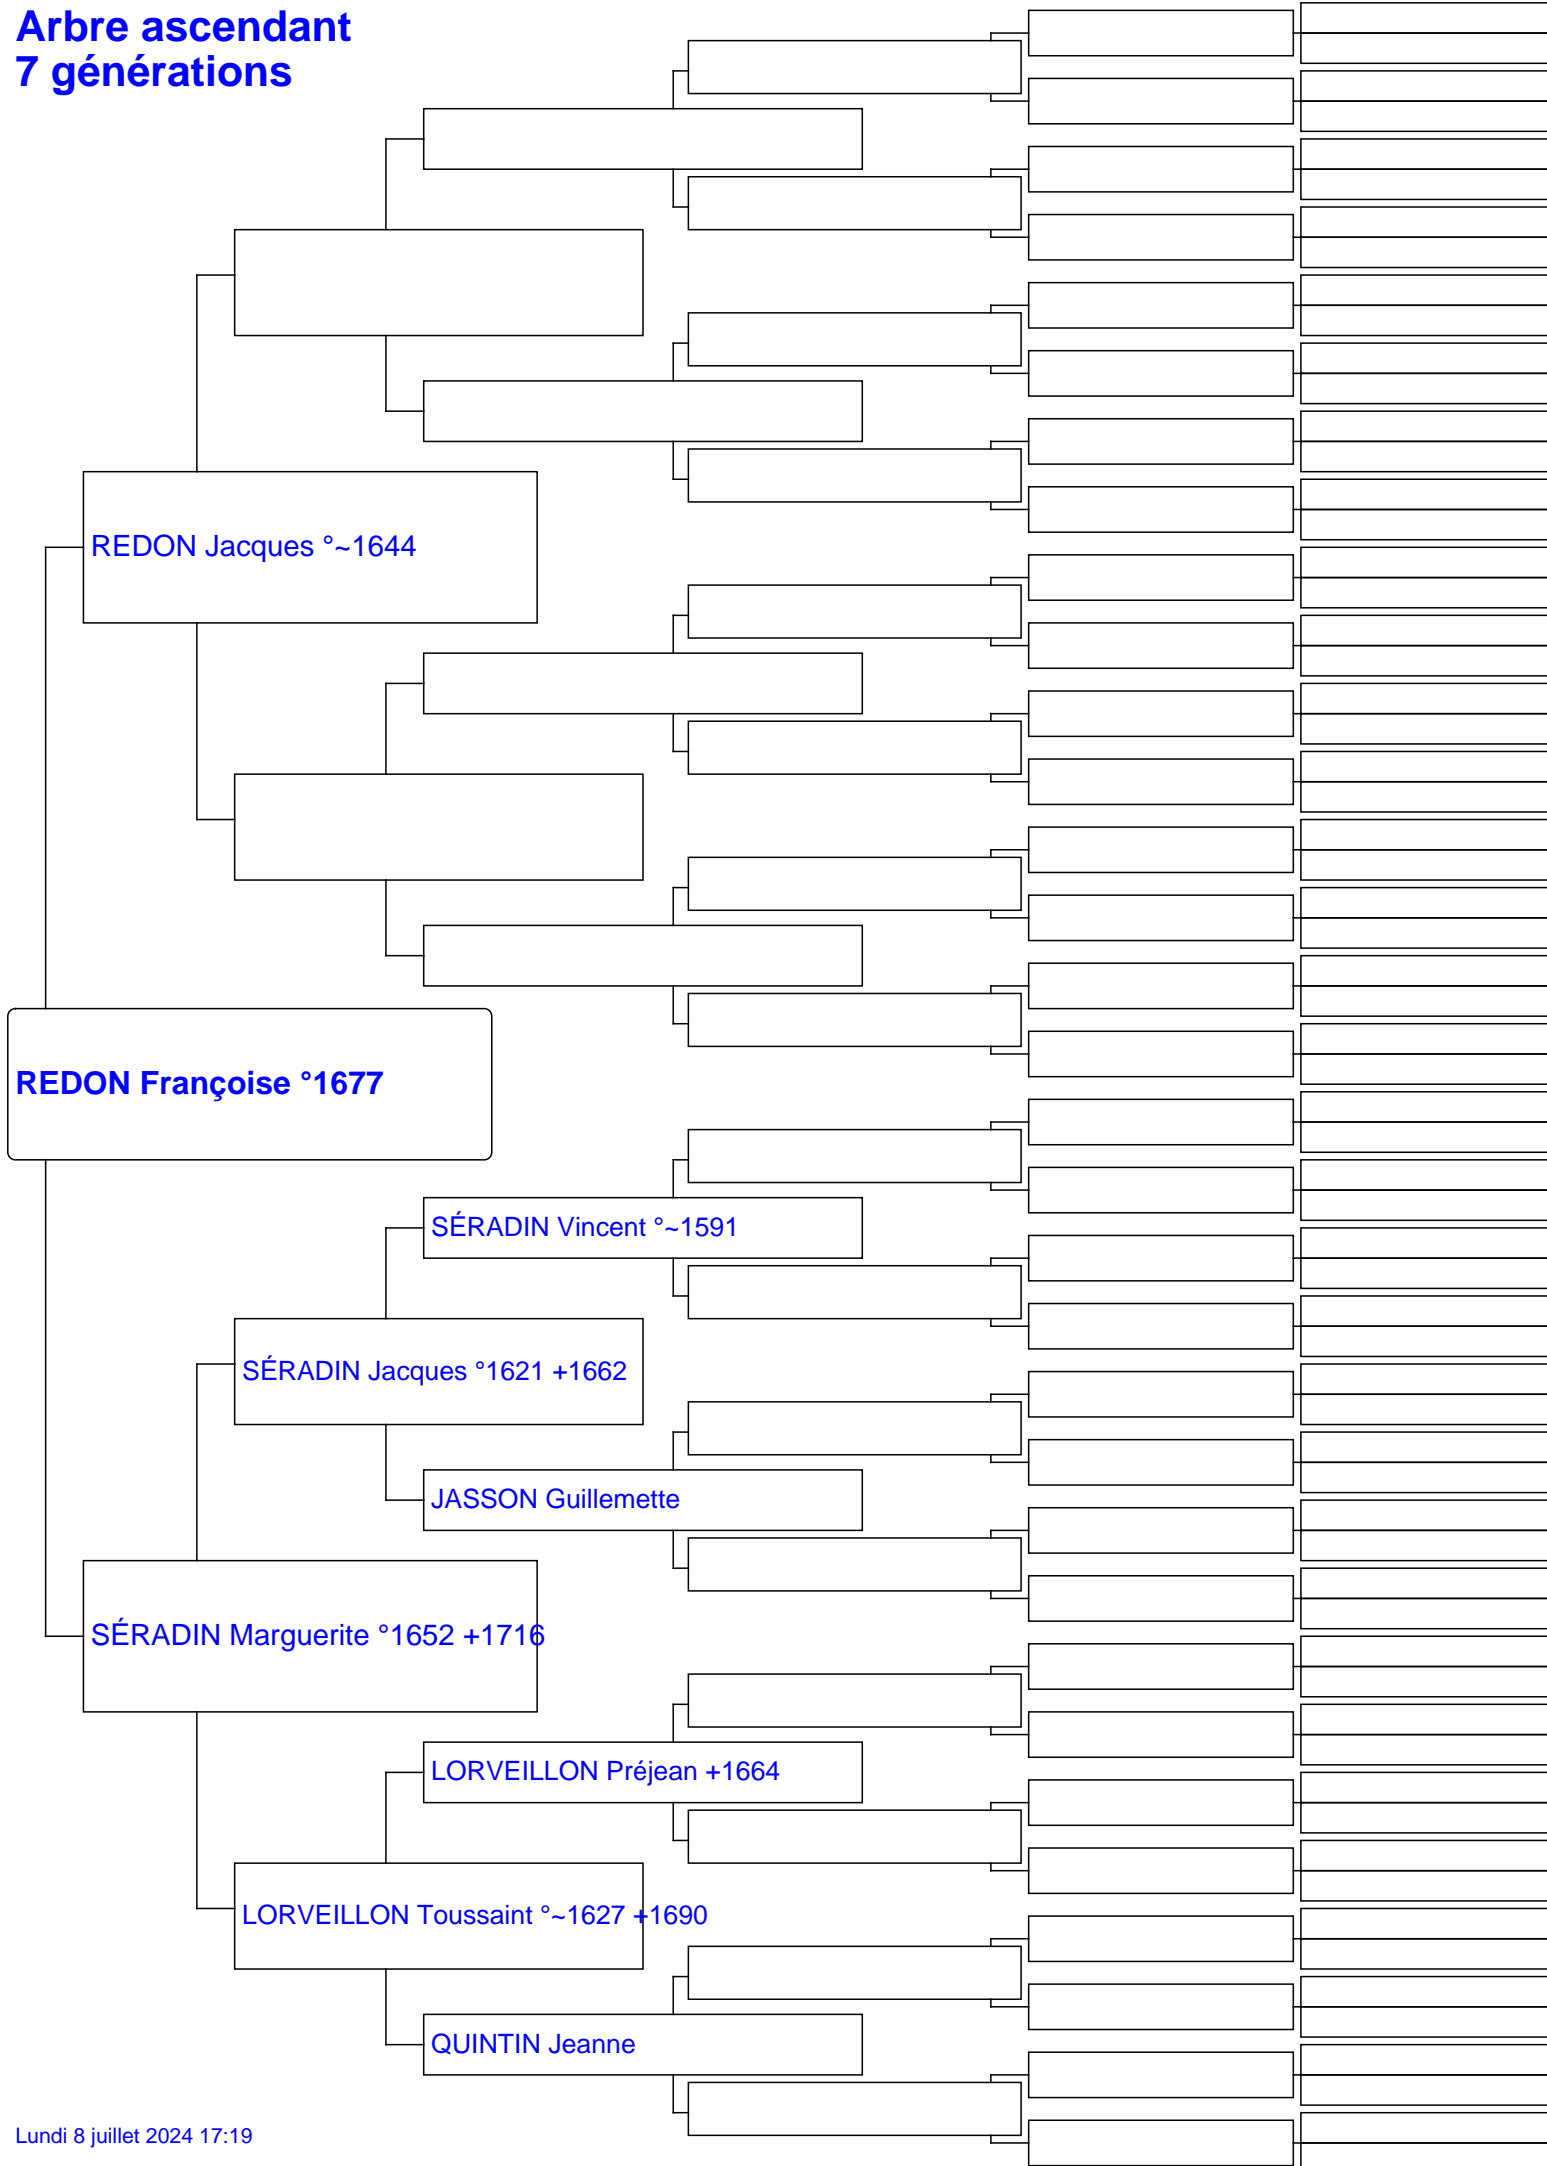 Arbre ascendant
7 générations
REDON Jacques °~1644
REDON Françoise °1677
SÉRADIN Vincent °~1591
SÉRADIN Jacques °1621 +1662
JASSON Guillemette
SÉRADIN Marguerite °1652 +1716
LORVEILLON Préjean +1664
LORVEILLON Toussaint °~1627 +1690
QUINTIN Jeanne
Lundi 8 juillet 2024 17:19